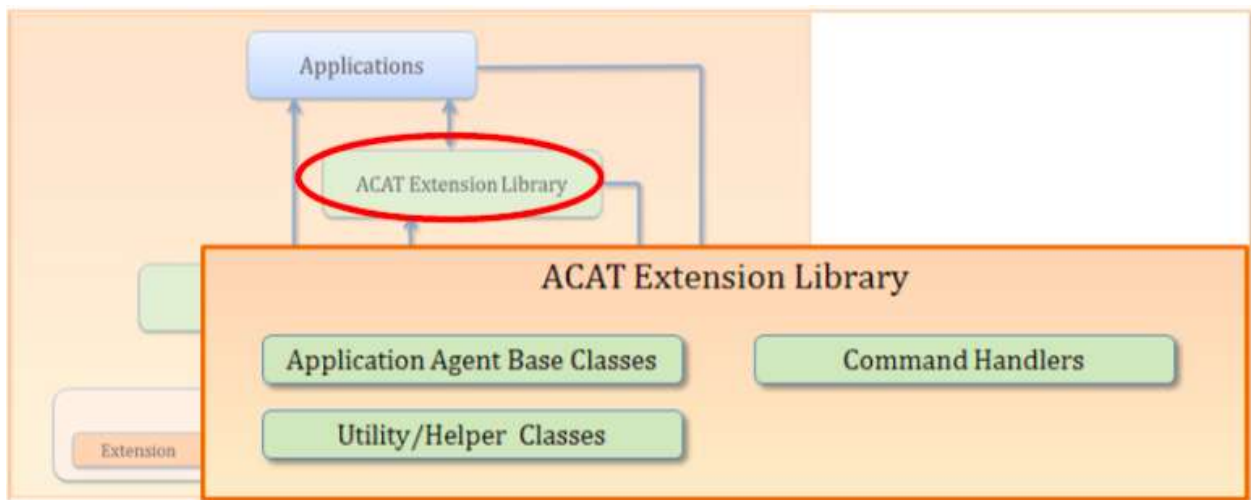 Applications
ACAT Extension Library
ACAT Extension Library
Application Agent Base Classes
Command Handlers
Utility/Helper Classes
Extension